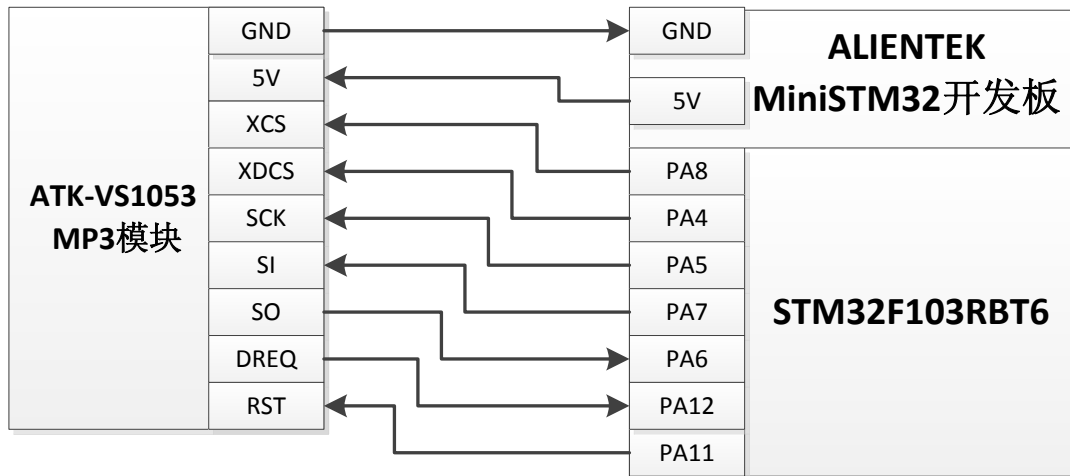 ATK-VS1053
MP3模块
GND
5V
XCS
XDCS
SCK
SI
SO
DREQ
RST
GND
5V
PA8
PA4
PA5
PA7
PA6
PA12
PA11
ALIENTEK
MiniSTM32开发板
STM32F103RBT6